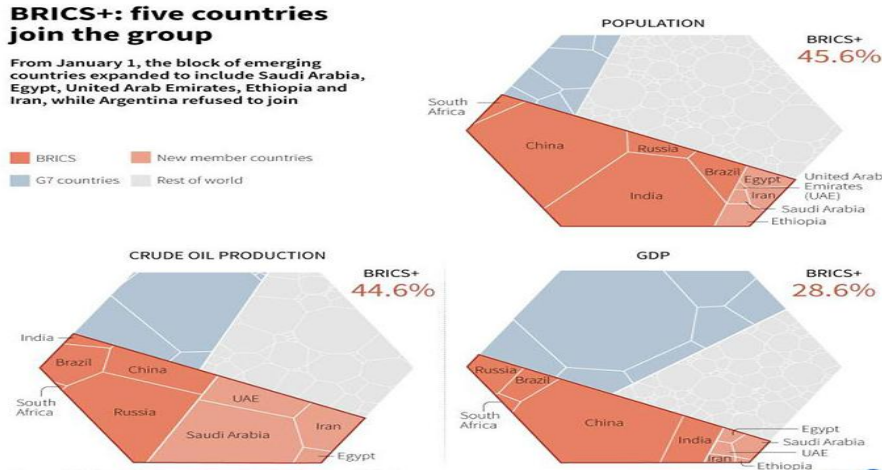 BRICS+: five countries
join the group
From January 1, the block of emerging
countries expanded to include Saudi Arabia,
Egypt, United Arab Emirates, Ethiopia and
Iran, while Argentina refused to join
BRICS
New member countries
G7 countries
Rest of world
POPULATION
BRICS+
45.6%
South
Africa
China
Russia
India
Brazil
Egypt
Iran
United Arab
Emirates
(UAE)
Saudi Arabia
Ethiopia
CRUDE OIL PRODUCTION
BRICS+
44.6%
India
Brazil
China
South
Africa
Russia
UAE
Saudi Arabia
Iran
Egypt
GDP
BRICS+
28.6%
Russia
Brazil
South
Africa
China
India
Iran
Egypt
Saudi Arabia
UAE
Ethiopia